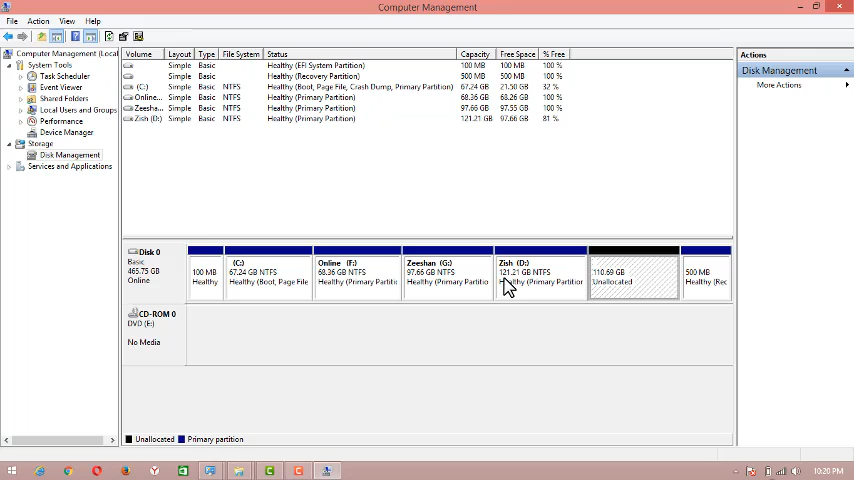 Computer Management
File Action View Help
Computer Management (Local
System Tools
Task Scheduler
Event Viewer
Shared Folders
Local Users and Groups
Performance
Device Manager
Storage
Disk Management
Services and Applications
Volume Layout Type File System Status Capacity Free Space % Free
Simple Basic Healthy (EFI System Partition) 100 MB 100 MB 100 %
Simple Basic Healthy (Recovery Partition) 500 MB 500 MB 100 %
(C:) Simple Basic NTFS Healthy (Boot, Page File, Crash Dump, Primary Partition) 67.24 GB 21.50 GB 32 %
Online... Simple Basic NTFS Healthy (Primary Partition) 68.36 GB 68.26 GB 100 %
Zeesha... Simple Basic NTFS Healthy (Primary Partition) 97.66 GB 97.55 GB 100 %
Zish (D:) Simple Basic NTFS Healthy (Primary Partition) 121.21 GB 97.66 GB 81 %
Actions
Disk Management
More Actions
Disk 0
Basic
465.75 GB
Online
100 MB
Healthy
(C:)
67.24 GB NTFS
Healthy (Boot, Page File
Online (F:)
68.36 GB NTFS
Healthy (Primary Partitic
Zeeshan (G:)
97.66 GB NTFS
Healthy (Primary Partitio
Zish (D:)
121.21 GB NTFS
Healthy (Primary Partitior
110.69 GB
Unallocated
500 MB
Healthy (Rec
CD-ROM 0
DVD (E:)
No Media
Unallocated Primary partition
10:20 PM